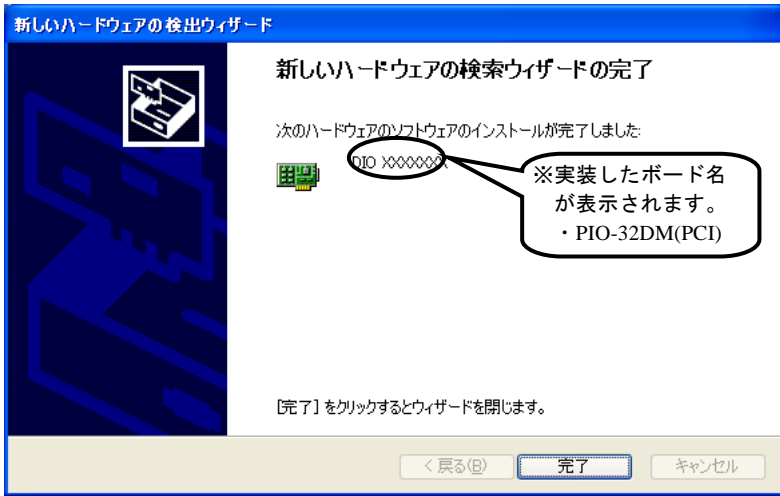 新しいハードウェアの検出ウィザード
新しいハードウェアの検索ウィザードの完了
次のハードウェアのソフトウェアのインストールが完了しました:
DIO XXXXXXX
※実装したボード名
が表示されます。
・PIO-32DM(PCI)
[完了] をクリックするとウィザードを閉じます。
< 戻る(B)
完了
キャンセル